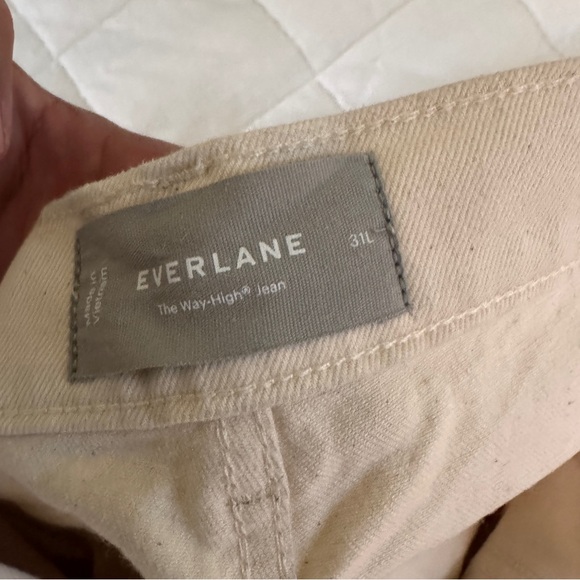 Made in
Vietnam
EVERLANE
31L
The Way-High® Jean